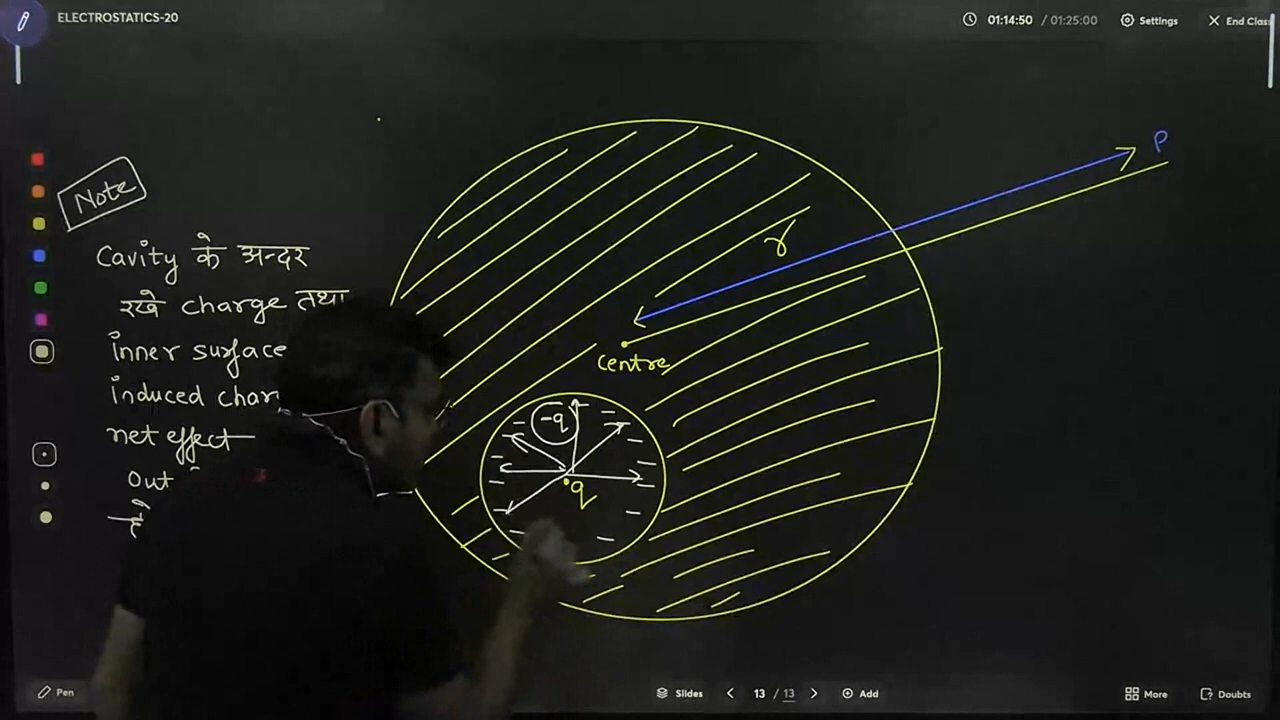 ELECTROSTATICS-20
01:14:50 / 01:25:00
Settings
End Class
Note
Cavity के अन्दर
रखे charge तथा
inner surface
induced
net effect
out
है
P
r
centre
-q
q
Pen
Slides
13 / 13
Add
More
Doubts